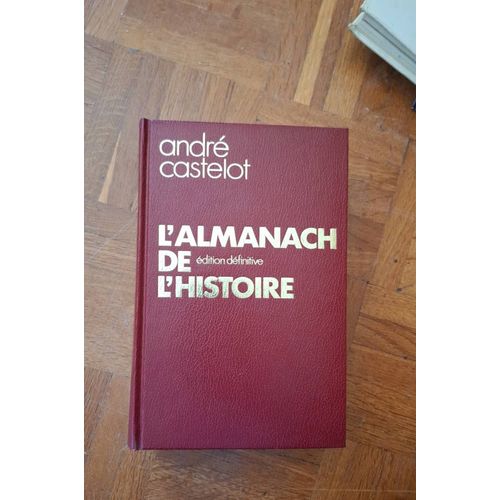 andré
castelot
L'ALMANACH
DE édition définitive
L'HISTOIRE